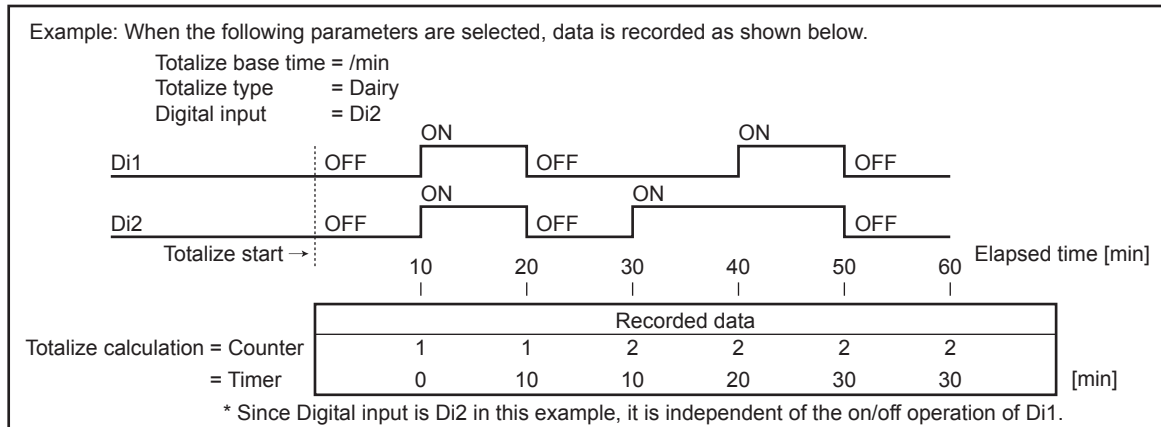 Example: When the following parameters are selected, data is recorded as shown below.
Totalize base time = /min
Totalize type = Dairy
Digital input = Di2
ON ON
Di1 OFF OFF OFF
ON ON
Di2 OFF OFF OFF
Totalize start → Elapsed time [min]
10 20 30 40 50 60
Recorded data
Totalize calculation = Counter 1 1 2 2 2 2
= Timer 0 10 10 20 30 30 [min]
* Since Digital input is Di2 in this example, it is independent of the on/off operation of Di1.